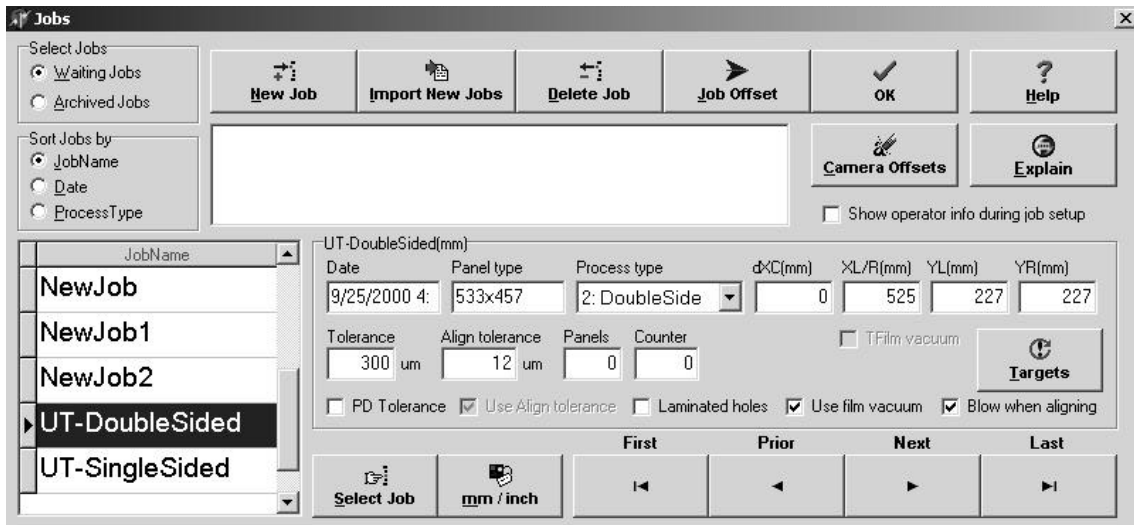 Jobs
Select Jobs
Waiting Jobs
Archived Jobs
New Job
Import New Jobs
Delete Job
Job Offset
OK
Help
Sort Jobs by
JobName
Date
ProcessType
Camera Offsets
Explain
Show operator info during job setup
JobName
NewJob
NewJob1
NewJob2
UT-DoubleSided
UT-SingleSided
UT-DoubleSided(mm)
Date Panel type Process type dXC(mm) XL/R(mm) YL(mm) YR(mm)
9/25/2000 4: 533x457 2: DoubleSide 0 525 227 227
Tolerance Align tolerance Panels Counter
300 um 12 um 0 0
TFilm vacuum
Targets
PD Tolerance Use Align tolerance Laminated holes Use film vacuum Blow when aligning
First Prior Next Last
Select Job
mm / inch